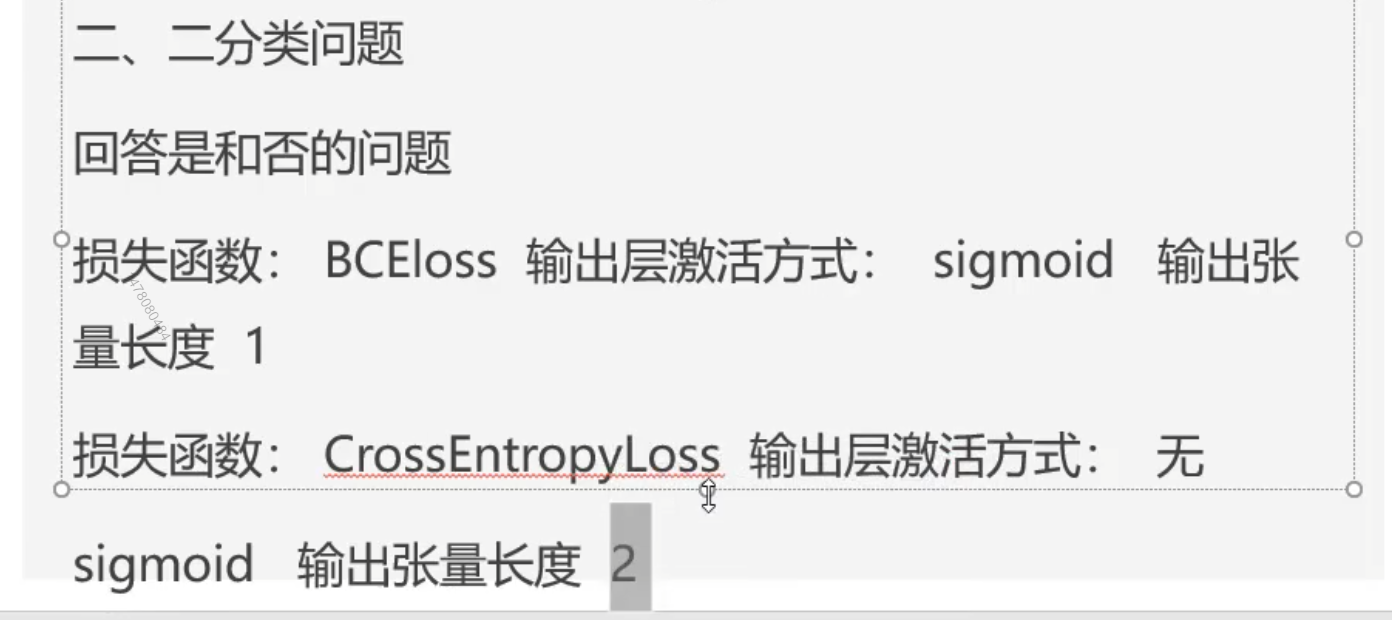 二、二分类问题
回答是和否的问题
损失函数： BCEloss 输出层激活方式： sigmoid 输出张
量长度 1
损失函数： CrossEntropyLoss 输出层激活方式： 无
sigmoid 输出张量长度 2